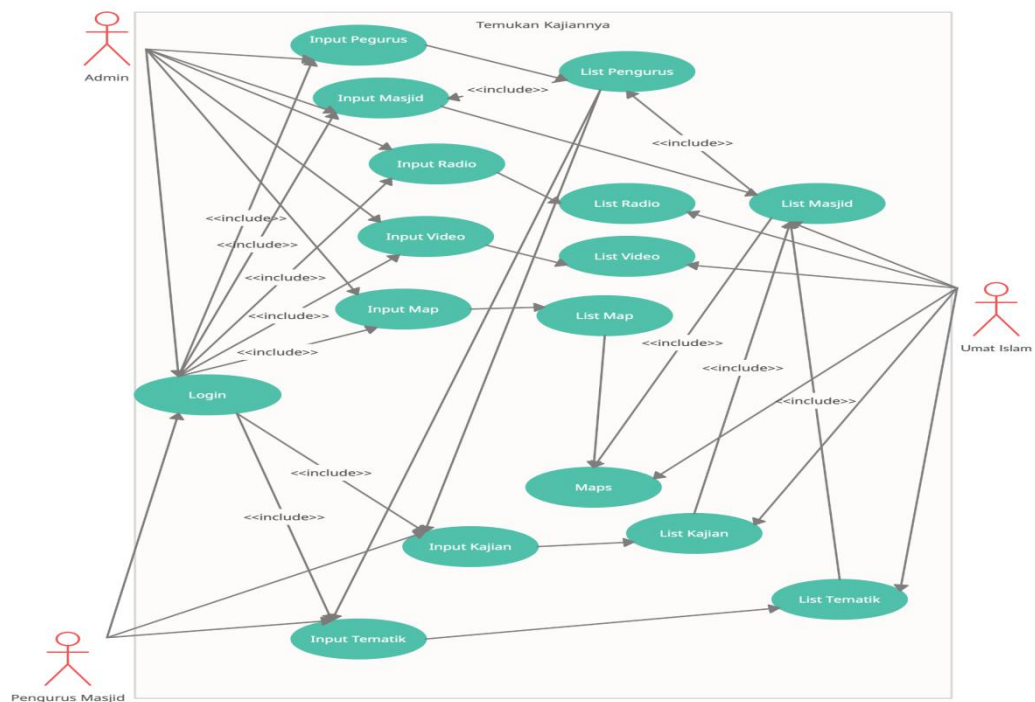 Temukan Kajiannya
Input Pegurus
Admin
List Pengurus
<<include>>
Input Masjid
<<include>>
Input Radio
List Radio
List Masjid
<<include>>
Input Video
<<include>>
List Video
<<include>>
Input Map
List Map
<<include>>
<<include>>
<<include>>
Umat Islam
<<include>>
Login
<<include>>
<<include>>
Maps
<<include>>
List Kajian
Input Kajian
List Tematik
Input Tematik
Pengurus Masjid